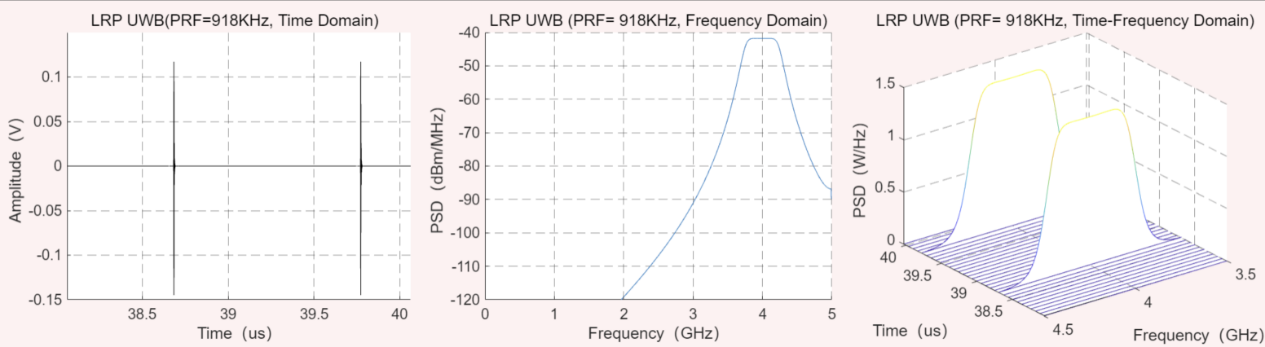 LRP UWB(PRF=918KHz, Time Domain)
0.1
0.05
0
-0.05
-0.1
-0.15
Amplitude (V)
38.5 39 39.5 40
Time (us)
LRP UWB (PRF= 918KHz, Frequency Domain)
-40
-50
-60
-70
-80
-90
-100
-110
-120
PSD (dBm/MHz)
0 1 2 3 4 5
Frequency (GHz)
LRP UWB (PRF= 918KHz, Time-Frequency Domain)
1.5
1
0.5
0
PSD (W/Hz)
40
39.5
39
38.5
Time (us)
3.5
4
4.5
Frequency (GHz)